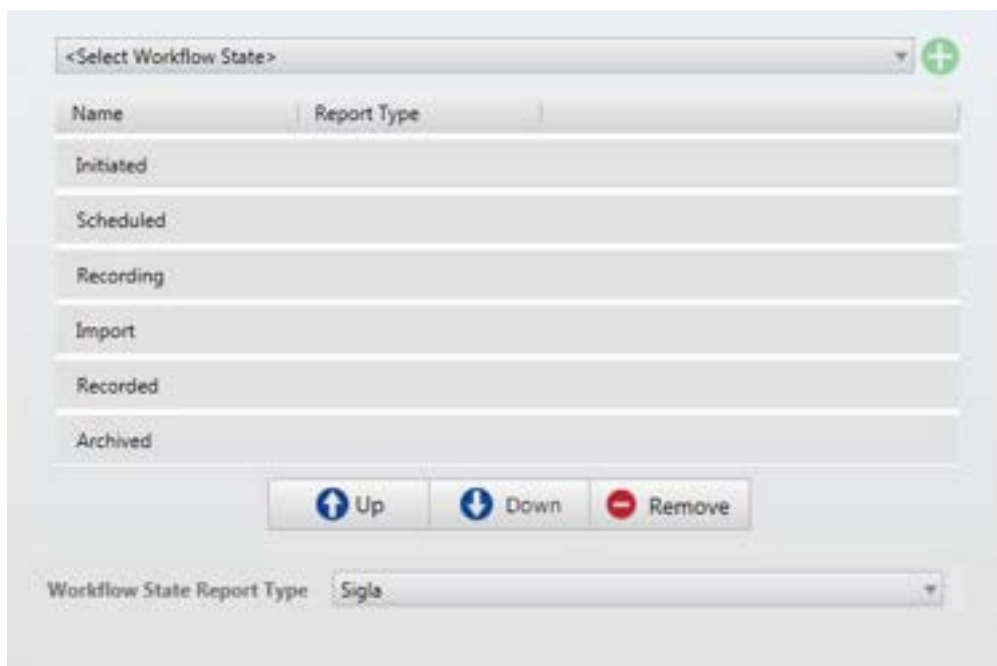 <Select Workflow State>
Name Report Type
Initiated
Scheduled
Recording
Import
Recorded
Archived
Up Down Remove
Workflow State Report Type Sigla